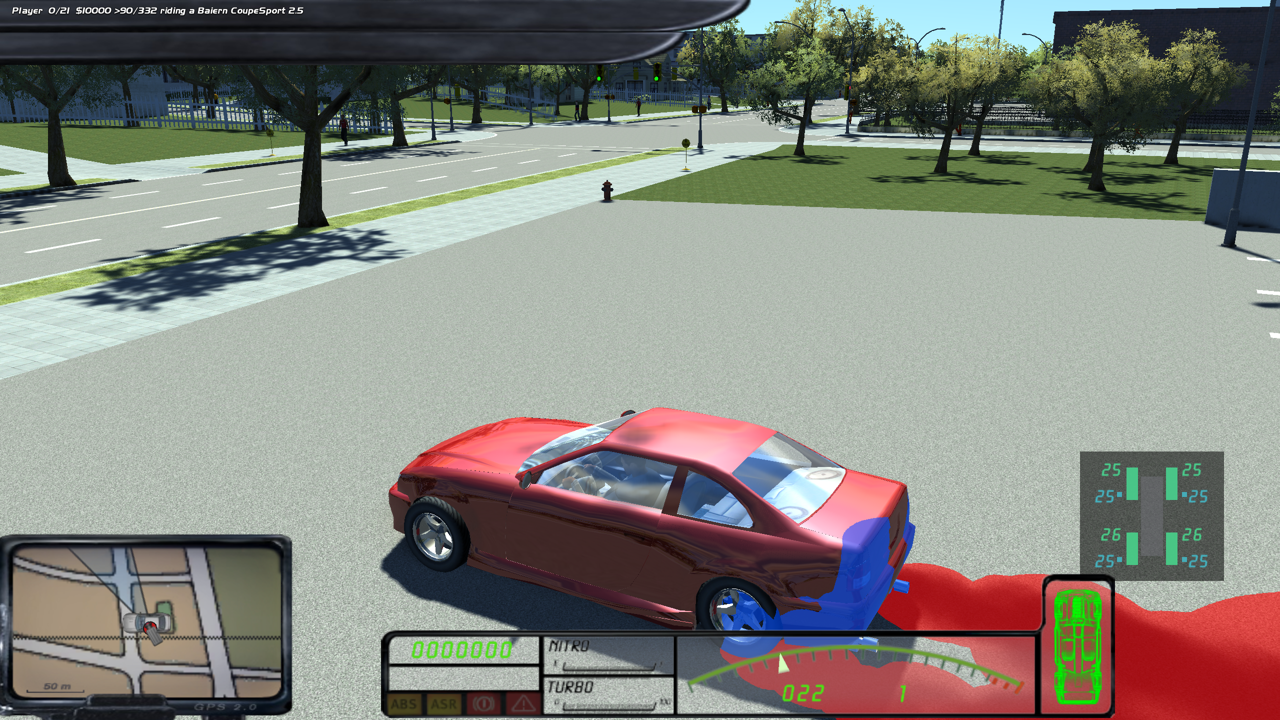 Player 0/21 $10000 >90/332 riding a Baiern CoupeSport 2.5
25 25
25 25
26 26
25 25
50 m
GPS 2.0
0000000
ABS ASR
NITRO
TURBO
0 100
022 1